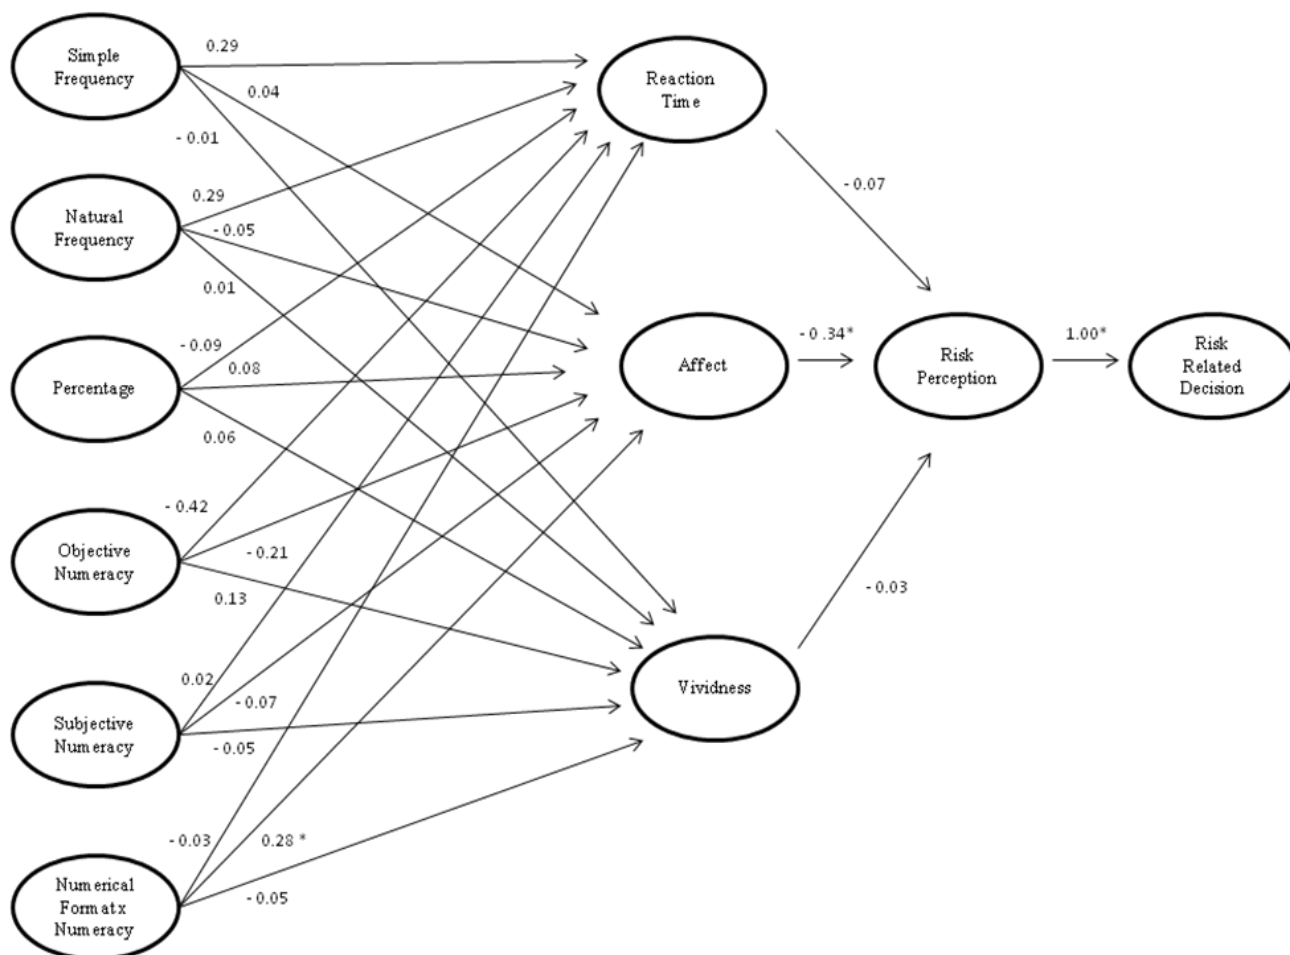 Simple
Frequency
0.29
0.04
- 0.01
Reaction
Time
Natural
Frequency
0.29
- 0.05
0.01
- 0.07
Percentage
- 0.09
0.08
0.06
Affect
- 0 .34*
Risk
Perception
1.00*
Risk
Related
Decision
Objective
Numeracy
- 0.42
- 0.21
0.13
- 0.03
Subjective
Numeracy
0.02
- 0.07
- 0.05
Vividness
Numerical
Format x
Numeracy
- 0.03
0.28 *
- 0.05